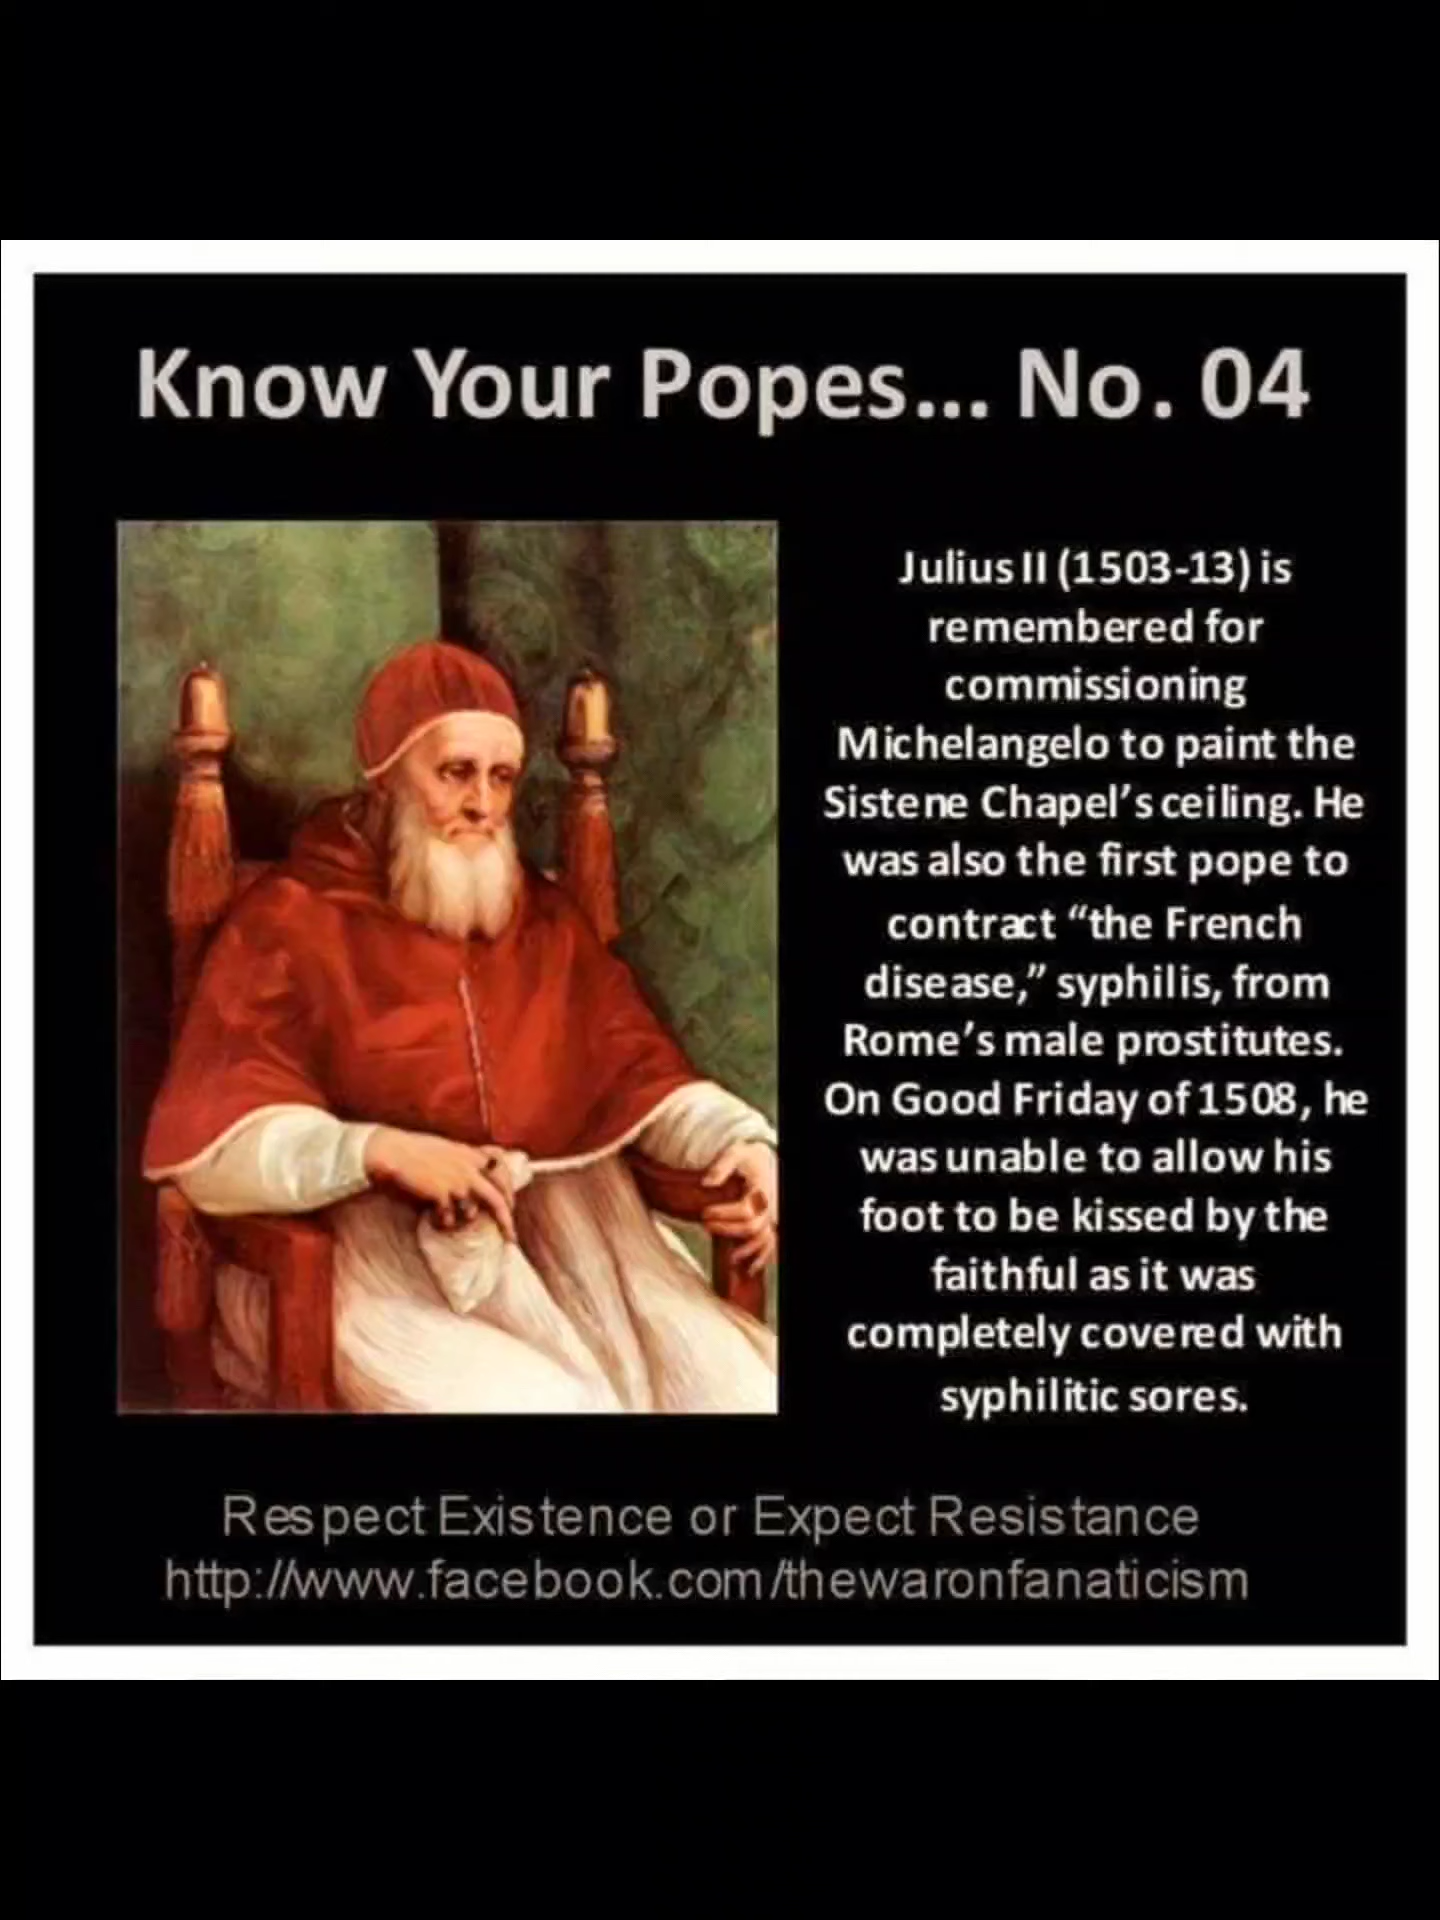 Know Your Popes... No. 04
Julius II (1503-13) is
remembered for
commissioning
Michelangelo to paint the
Sistene Chapel’s ceiling. He
was also the first pope to
contract “the French
disease,” syphilis, from
Rome’s male prostitutes.
On Good Friday of 1508, he
was unable to allow his
foot to be kissed by the
faithful as it was
completely covered with
syphilitic sores.
Respect Existence or Expect Resistance
http://www.facebook.com/thewaronfanaticism